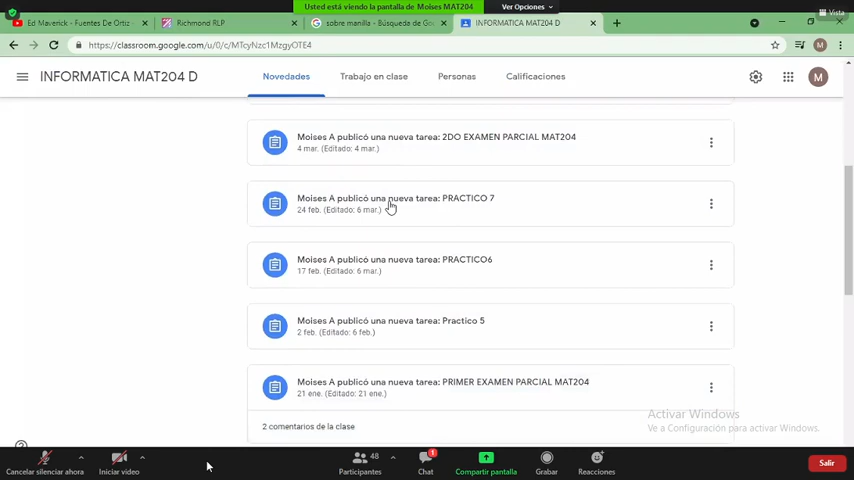 Usted está viendo la pantalla de Moises MAT204
Ver Opciones
Vista
Ed Maverick - Fuentes De Ortiz -
Richmond RLP
sobre manilla - Búsqueda de Go
INFORMATICA MAT204 D
https://classroom.google.com/u/0/c/MTcyNzc1MzgyOTE4
M
INFORMATICA MAT204 D
Novedades
Trabajo en clase
Personas
Calificaciones
M
Moises A publicó una nueva tarea: 2DO EXAMEN PARCIAL MAT204
4 mar. (Editado: 4 mar.)
Moises A publicó una nueva tarea: PRACTICO 7
24 feb. (Editado: 6 mar.)
Moises A publicó una nueva tarea: PRACTICO6
17 feb. (Editado: 6 mar.)
Moises A publicó una nueva tarea: Practico 5
2 feb. (Editado: 6 feb.)
Moises A publicó una nueva tarea: PRIMER EXAMEN PARCIAL MAT204
21 ene. (Editado: 21 ene.)
2 comentarios de la clase
Activar Windows
Ve a Configuración para activar Windows.
Cancelar silenciar ahora
Iniciar video
48
Participantes
1
Chat
Compartir pantalla
Grabar
Reacciones
Salir